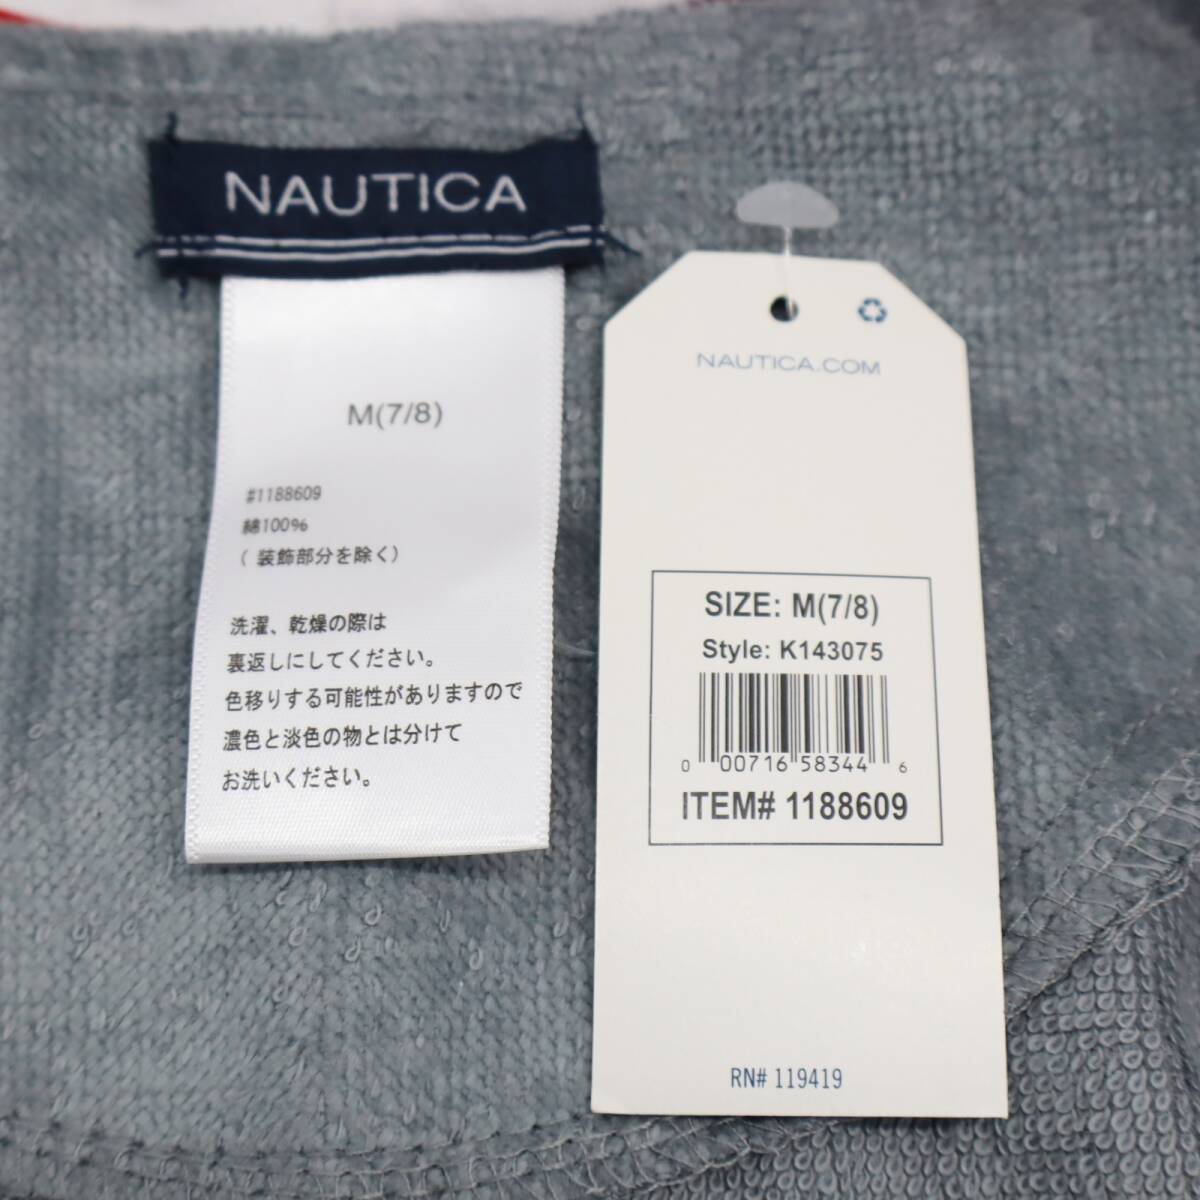 NAUTICA
M(7/8)
#1188609
綿100%
( 装飾部分を除く)
洗濯、乾燥の際は
裏返しにしてください。
色移りする可能性がありますので
濃色と淡色の物とは分けて
お洗いください。
NAUTICA.COM
SIZE: M(7/8)
Style: K143075
0 00716 58344 6
ITEM# 1188609
RN# 119419